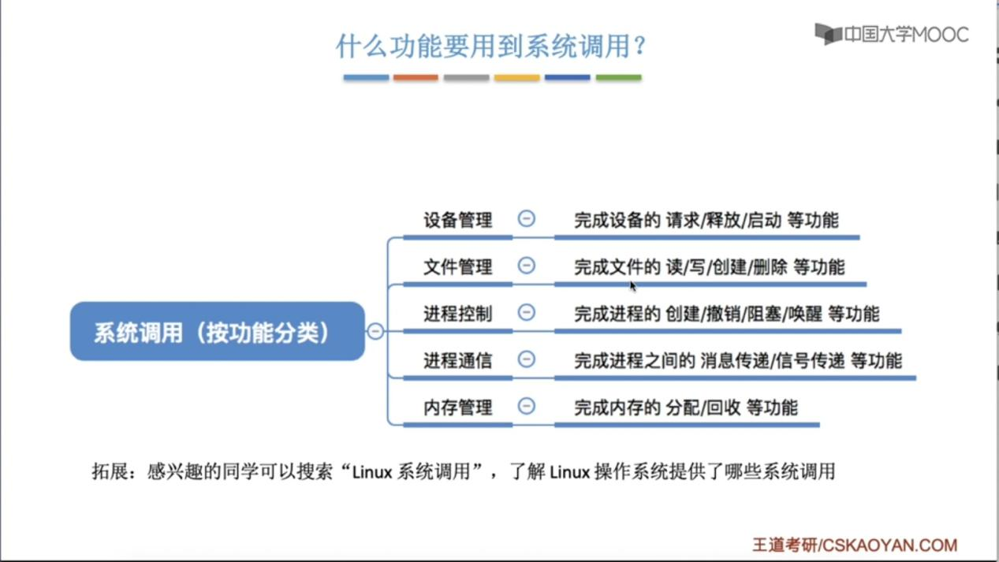 什么功能要用到系统调用？
中国大学MOOC
设备管理 完成设备的 请求/释放/启动 等功能
文件管理 完成文件的 读/写/创建/删除 等功能
系统调用（按功能分类）
进程控制 完成进程的 创建/撤销/阻塞/唤醒 等功能
进程通信 完成进程之间的 消息传递/信号传递 等功能
内存管理 完成内存的 分配/回收 等功能
拓展：感兴趣的同学可以搜索“Linux 系统调用”，了解 Linux 操作系统提供了哪些系统调用
王道考研/CSKAOYAN.COM